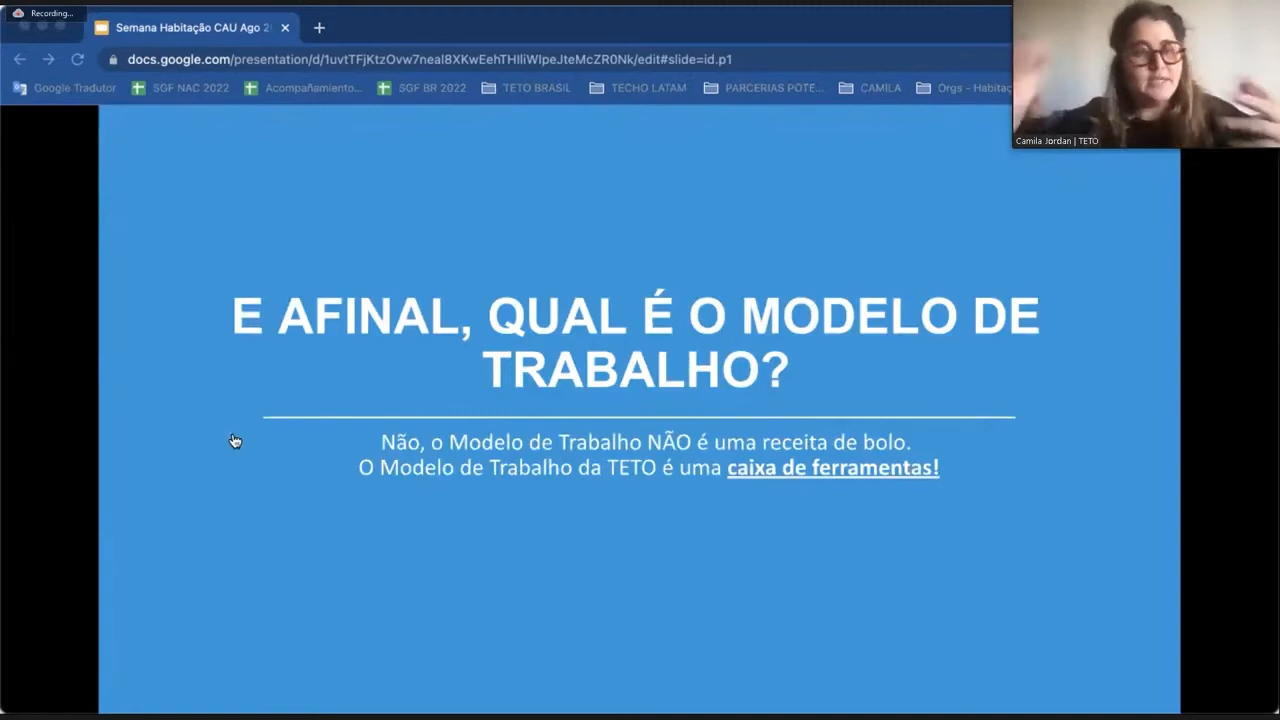 Recording...
Semana Habitação CAU Ago 2
docs.google.com/presentation/d/1uvtTFjKtzOvw7neaI8XKwEehTHIliWIpeJteMcZR0Nk/edit#slide=id.p1
Google Tradutor SGF NAC 2022 Acompañamiento... SGF BR 2022 TETO BRASIL TECHO LATAM PARCERIAS POTE... CAMILA Orgs - Habitaç
Camila Jordan | TETO
E AFINAL, QUAL É O MODELO DE
TRABALHO?
Não, o Modelo de Trabalho NÃO é uma receita de bolo.
O Modelo de Trabalho da TETO é uma caixa de ferramentas!